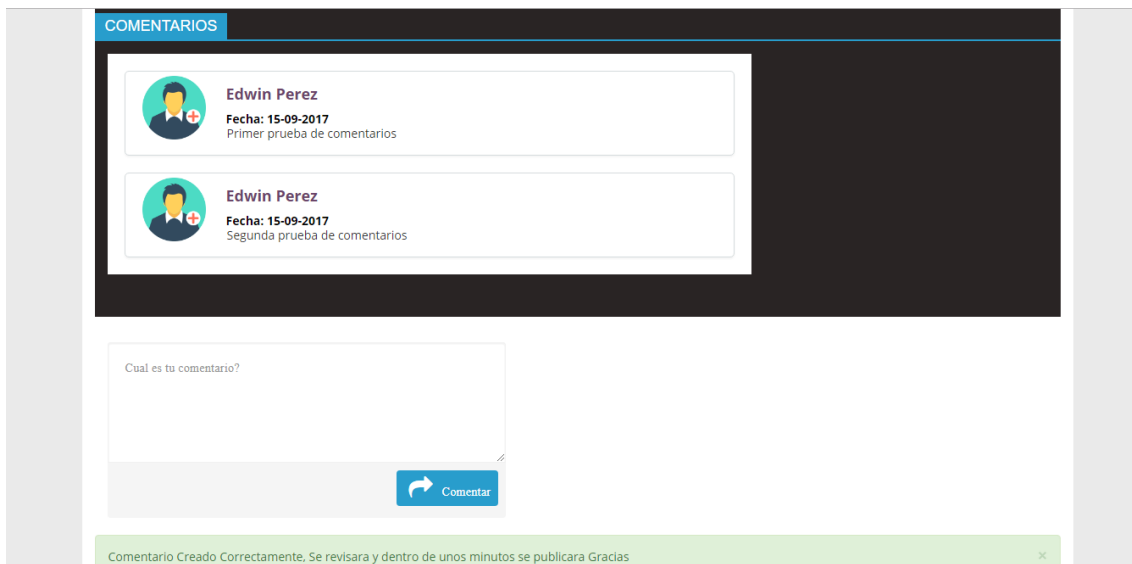 COMENTARIOS
Edwin Perez
Fecha: 15-09-2017
Primer prueba de comentarios
Edwin Perez
Fecha: 15-09-2017
Segunda prueba de comentarios
Cual es tu comentario?
Comentar
Comentario Creado Correctamente, Se revisara y dentro de unos minutos se publicara Gracias
×